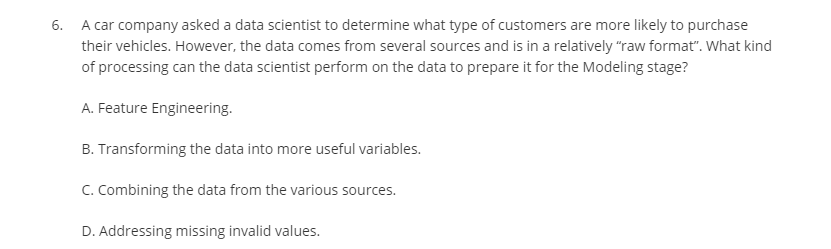 6. A car company asked a data scientist to determine what type of customers are more likely to purchase
their vehicles. However, the data comes from several sources and is in a relatively “raw format”. What kind
of processing can the data scientist perform on the data to prepare it for the Modeling stage?
A. Feature Engineering.
B. Transforming the data into more useful variables.
C. Combining the data from the various sources.
D. Addressing missing invalid values.